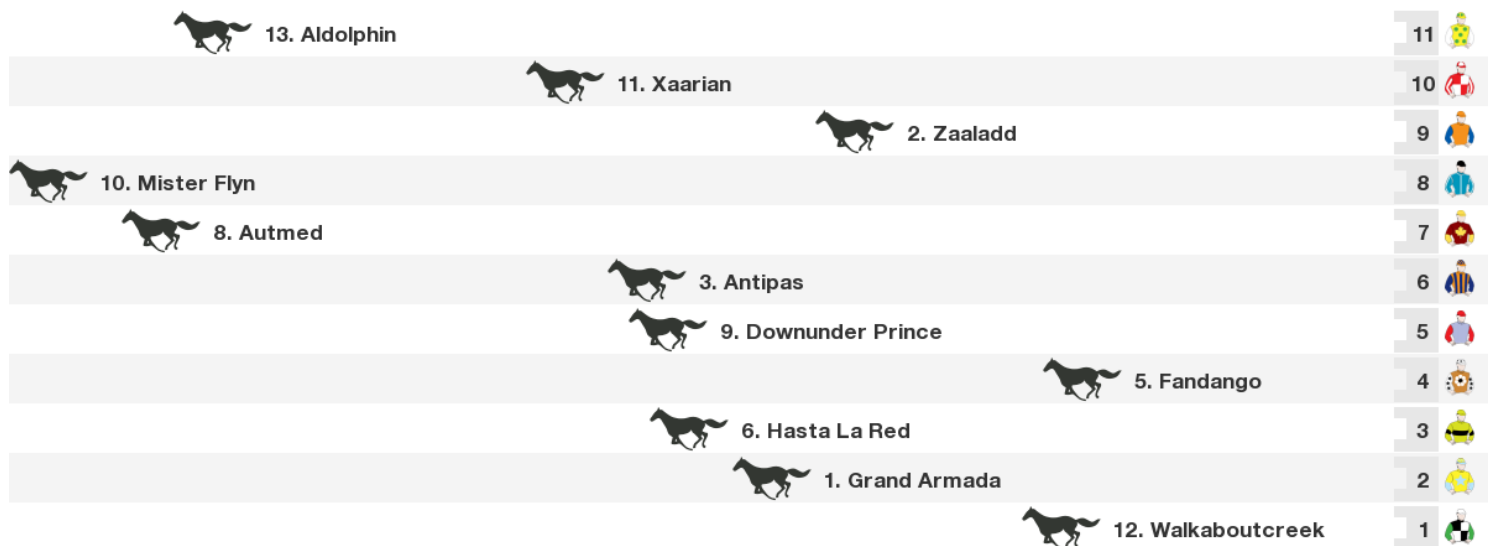 13. Aldolphin 11
11. Xaarian 10
2. Zaaladd 9
10. Mister Flyn 8
8. Autmed 7
3. Antipas 6
9. Downunder Prince 5
5. Fandango 4
6. Hasta La Red 3
1. Grand Armada 2
12. Walkaboutcreek 1